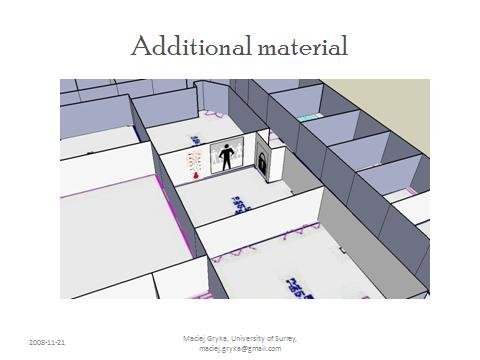 Additional material
2008-11-21
Maciej Gryka, University of Surrey,
maciej.gryka@gmail.com